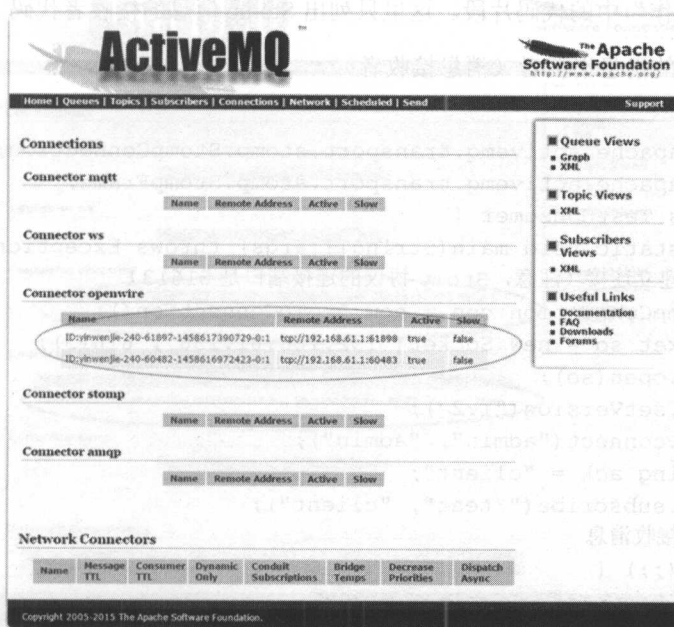 ActiveMQ
™
The Apache
Software Foundation
http://www.apache.org/
Home | Queues | Topics | Subscribers | Connections | Network | Scheduled | Send
Support
Connections
Connector mqtt
Name Remote Address Active Slow
Connector ws
Name Remote Address Active Slow
Connector openwire
Name Remote Address Active Slow
ID:yinwenjie-240-61897-1458617390729-0:1 tcp://192.168.61.1:61898 true false
ID:yinwenjie-240-60482-1458616972423-0:1 tcp://192.168.61.1:60483 true false
Connector stomp
Name Remote Address Active Slow
Connector amqp
Name Remote Address Active Slow
Network Connectors
Name Message TTL Consumer TTL Dynamic Only Conduit Subscriptions Bridge Temps Decrease Priorities Dispatch Async
Queue Views
Graph
XML
Topic Views
XML
Subscribers Views
XML
Useful Links
Documentation
FAQ
Downloads
Forums
Copyright 2005-2015 The Apache Software Foundation.